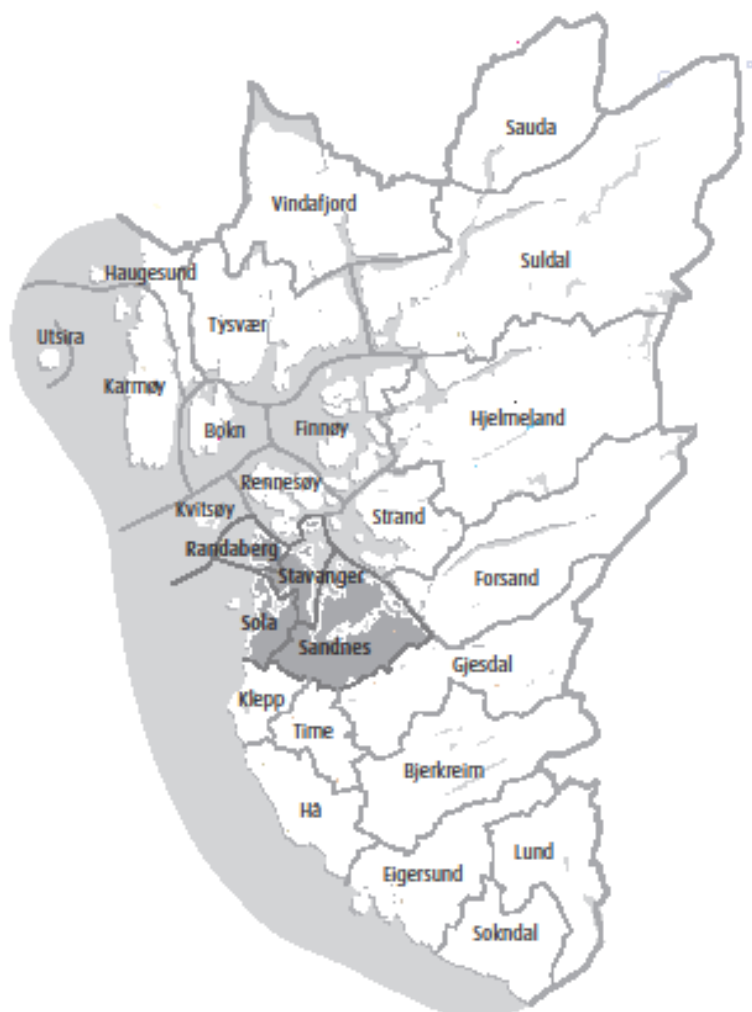 Sauda
Vindafjord
Suldal
Haugesund
Tysvær
Utsira
Karmøy
Hjelmeland
Bokn
Finnøy
Rennesøy
Kvitsøy
Strand
Randaberg
Stavanger
Forsand
Sola
Sandnes
Gjesdal
Klepp
Time
Bjerkreim
Hå
Lund
Eigersund
Sokndal